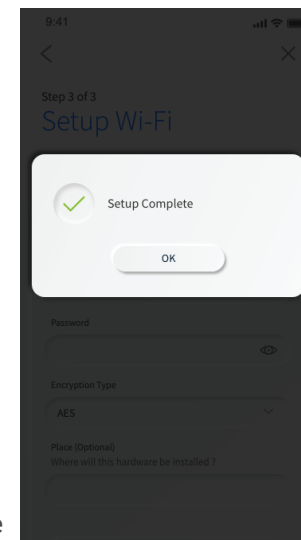 9:41
Step 3 of 3
Setup Wi-Fi
Setup Complete
OK
Password
Encryption Type
AES
Place (Optional)
Where will this hardware be installed ?
e